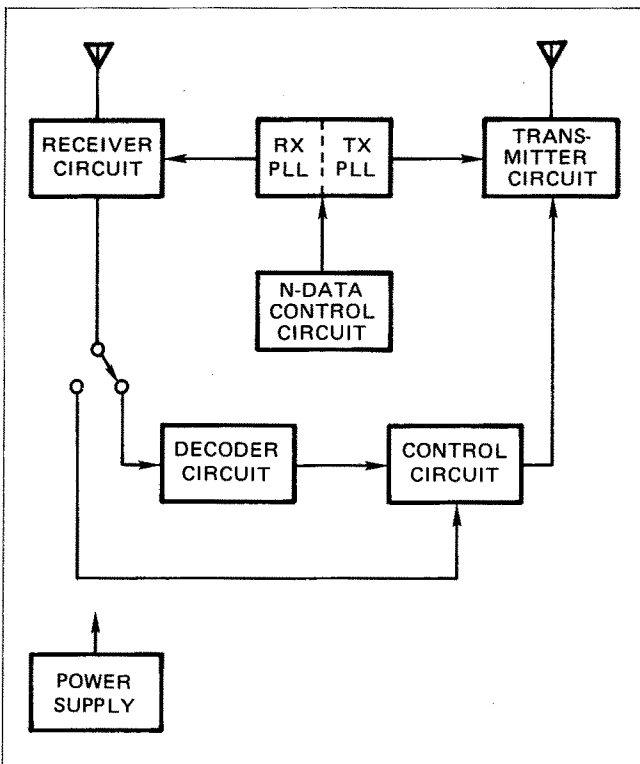 RECEIVER
CIRCUIT
RX
PLL
TX
PLL
TRANS-
MITTER
CIRCUIT
N-DATA
CONTROL
CIRCUIT
DECODER
CIRCUIT
CONTROL
CIRCUIT
POWER
SUPPLY